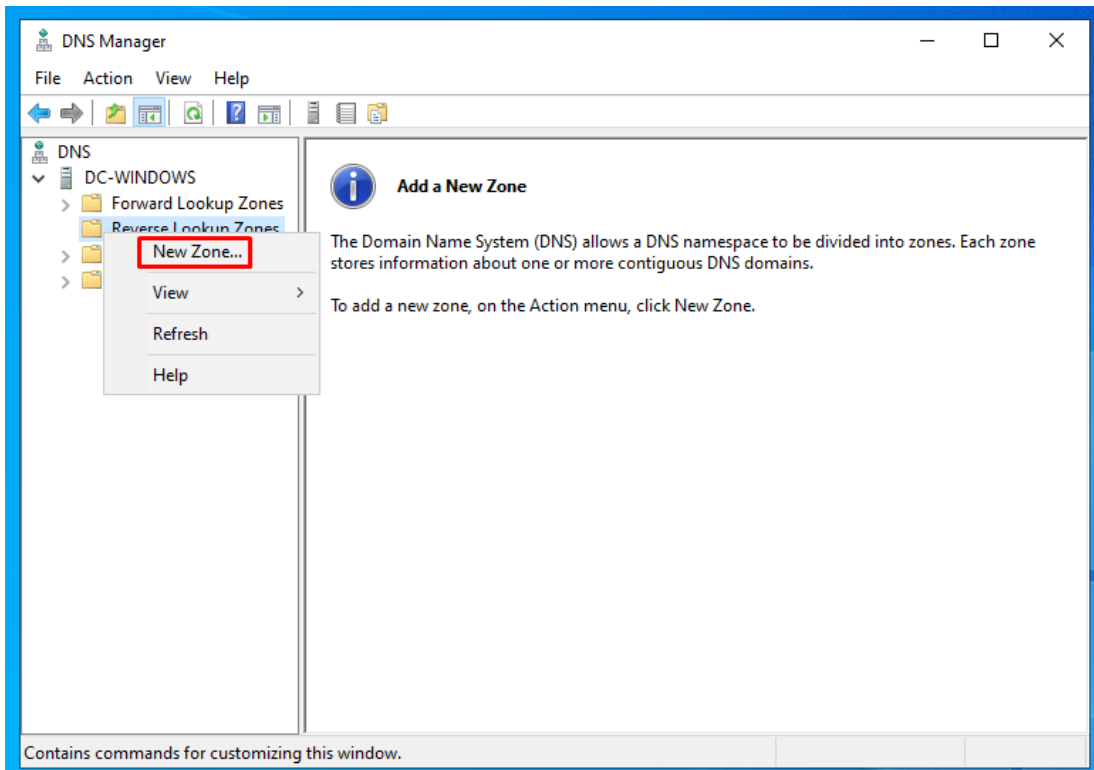 DNS Manager
File Action View Help
DNS
DC-WINDOWS
Forward Lookup Zones
Reverse Lookup Zones
New Zone...
View
Refresh
Help
Add a New Zone
The Domain Name System (DNS) allows a DNS namespace to be divided into zones. Each zone
stores information about one or more contiguous DNS domains.
To add a new zone, on the Action menu, click New Zone.
Contains commands for customizing this window.